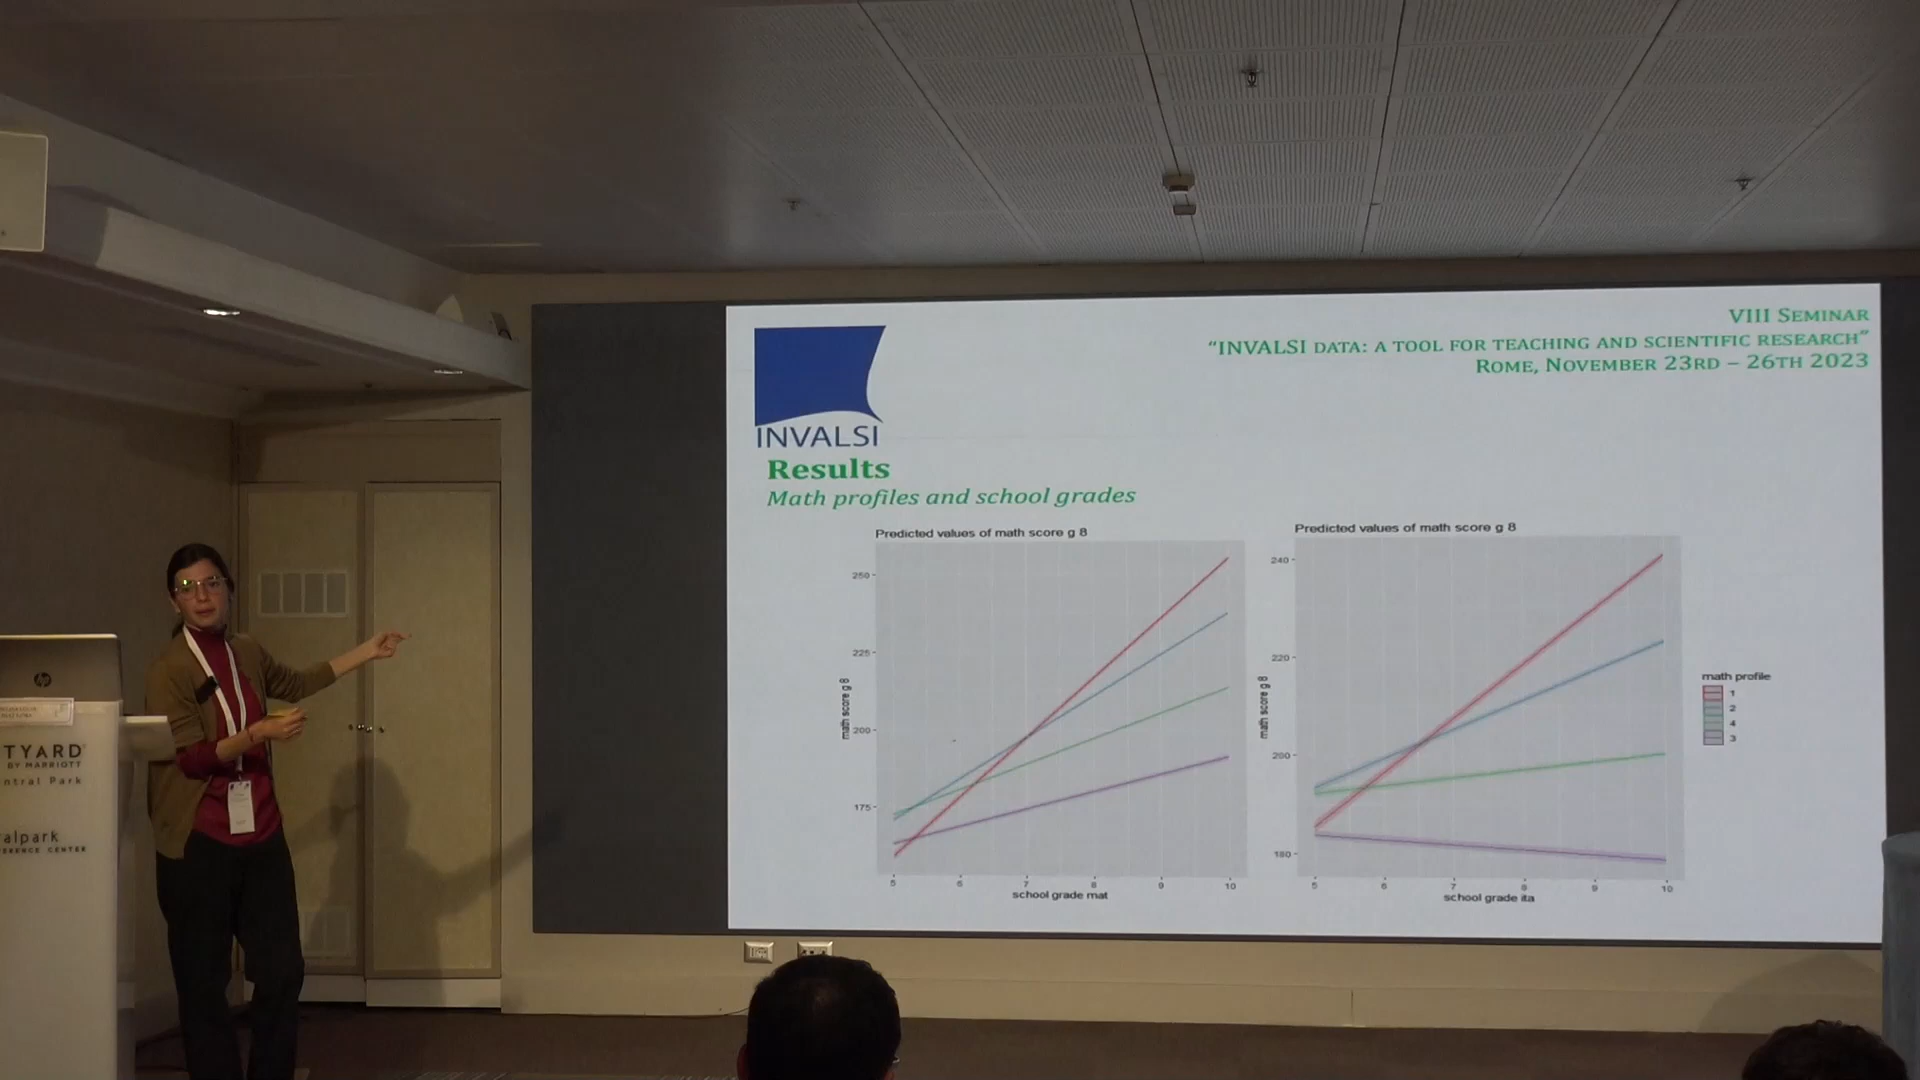 VIII SEMINAR
“INVALSI DATA: A TOOL FOR TEACHING AND SCIENTIFIC RESEARCH”
ROME, NOVEMBER 23RD – 26TH 2023
INVALSI
Results
Math profiles and school grades
Predicted values of math score g 8
250
225
200
175
math score g 8
5 6 7 8 9 10
school grade mat
Predicted values of math score g 8
240
220
200
180
math score g 8
5 6 7 8 9 10
school grade ita
math profile
1
2
4
3
hp
TYARD
BY MARRIOTT
ntral Park
alpark
ERENCE CENTER